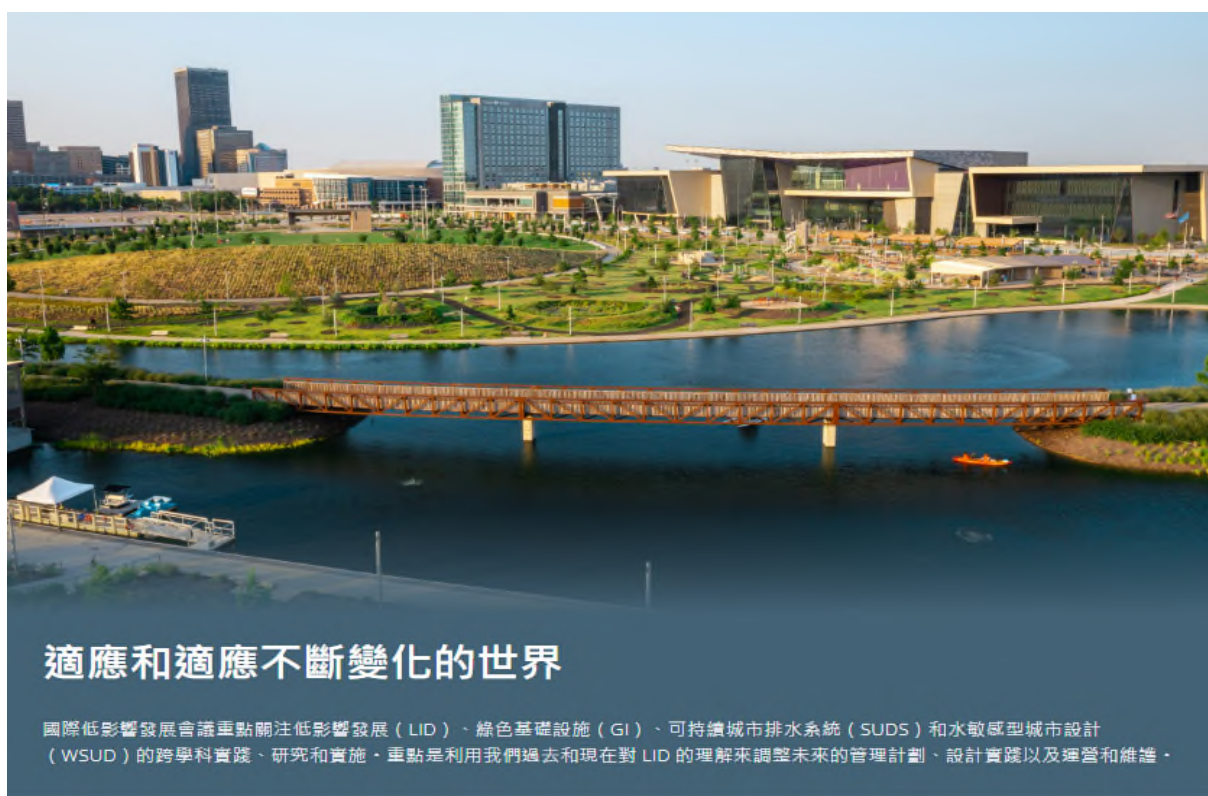 適應和適應不斷變化的世界
國際低影響發展會議重點關注低影響發展（LID）、綠色基礎設施（GI）、可持續城市排水系統（SUDS）和水敏感型城市設計
（WSUD）的跨學科實踐、研究和實施。重點是利用我們過去和現在對 LID 的理解來調整未來的管理計劃、設計實踐以及運營和維護。